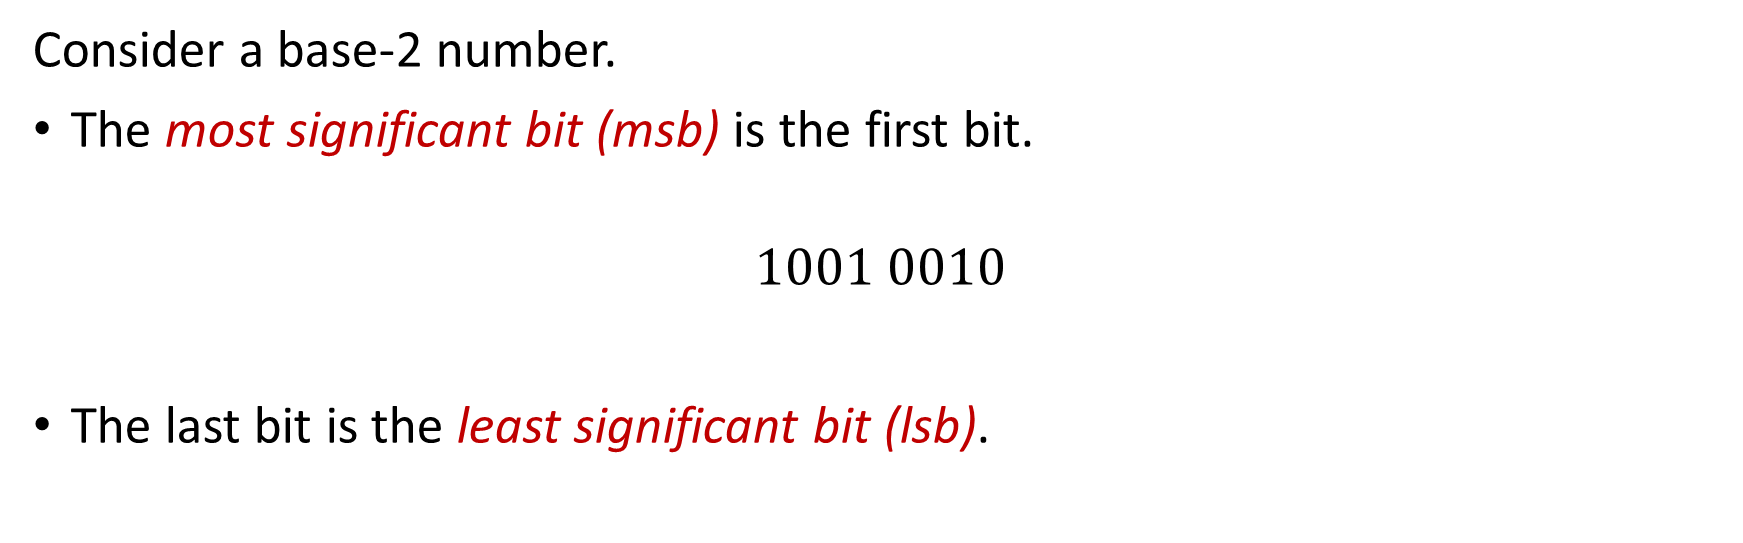 Consider a base-2 number.
• The most significant bit (msb) is the first bit.
1001 0010
• The last bit is the least significant bit (lsb).